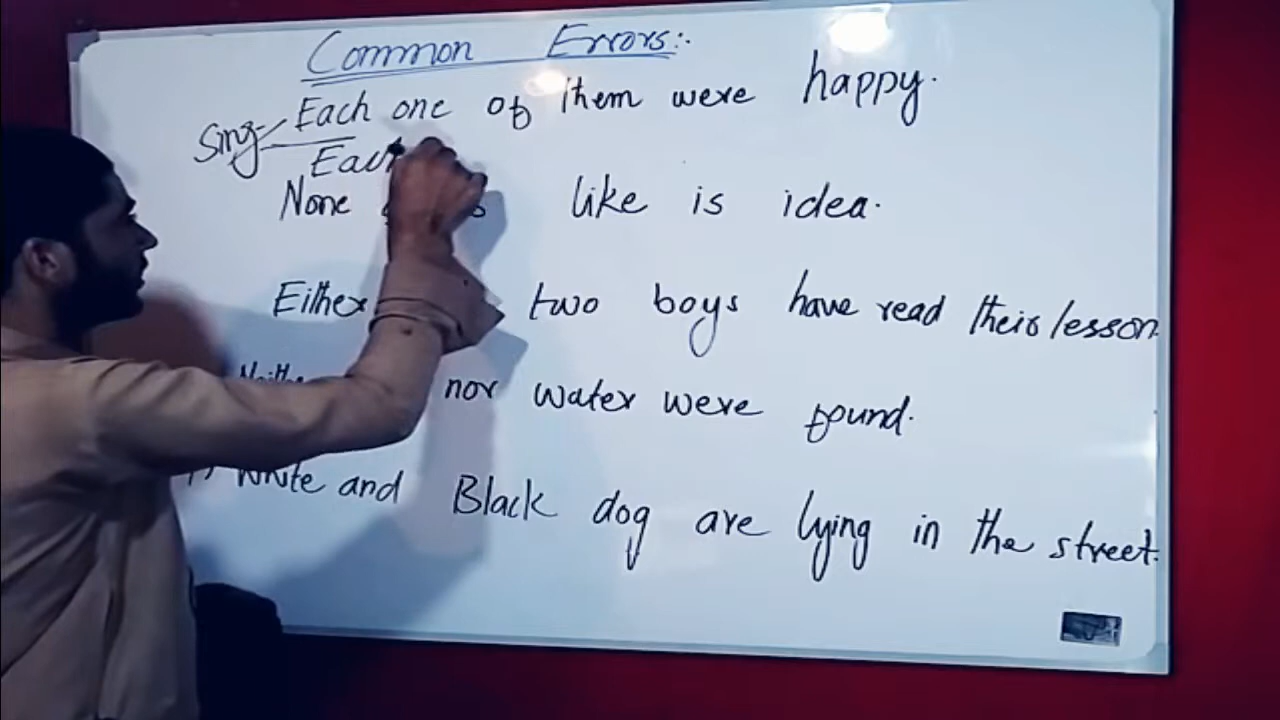 Common Errors:.
Each one of them were happy.
Sing
Each
None like is idea.
Either two boys have read their lesson.
nor water were found.
White and Black dog are lying in the street.